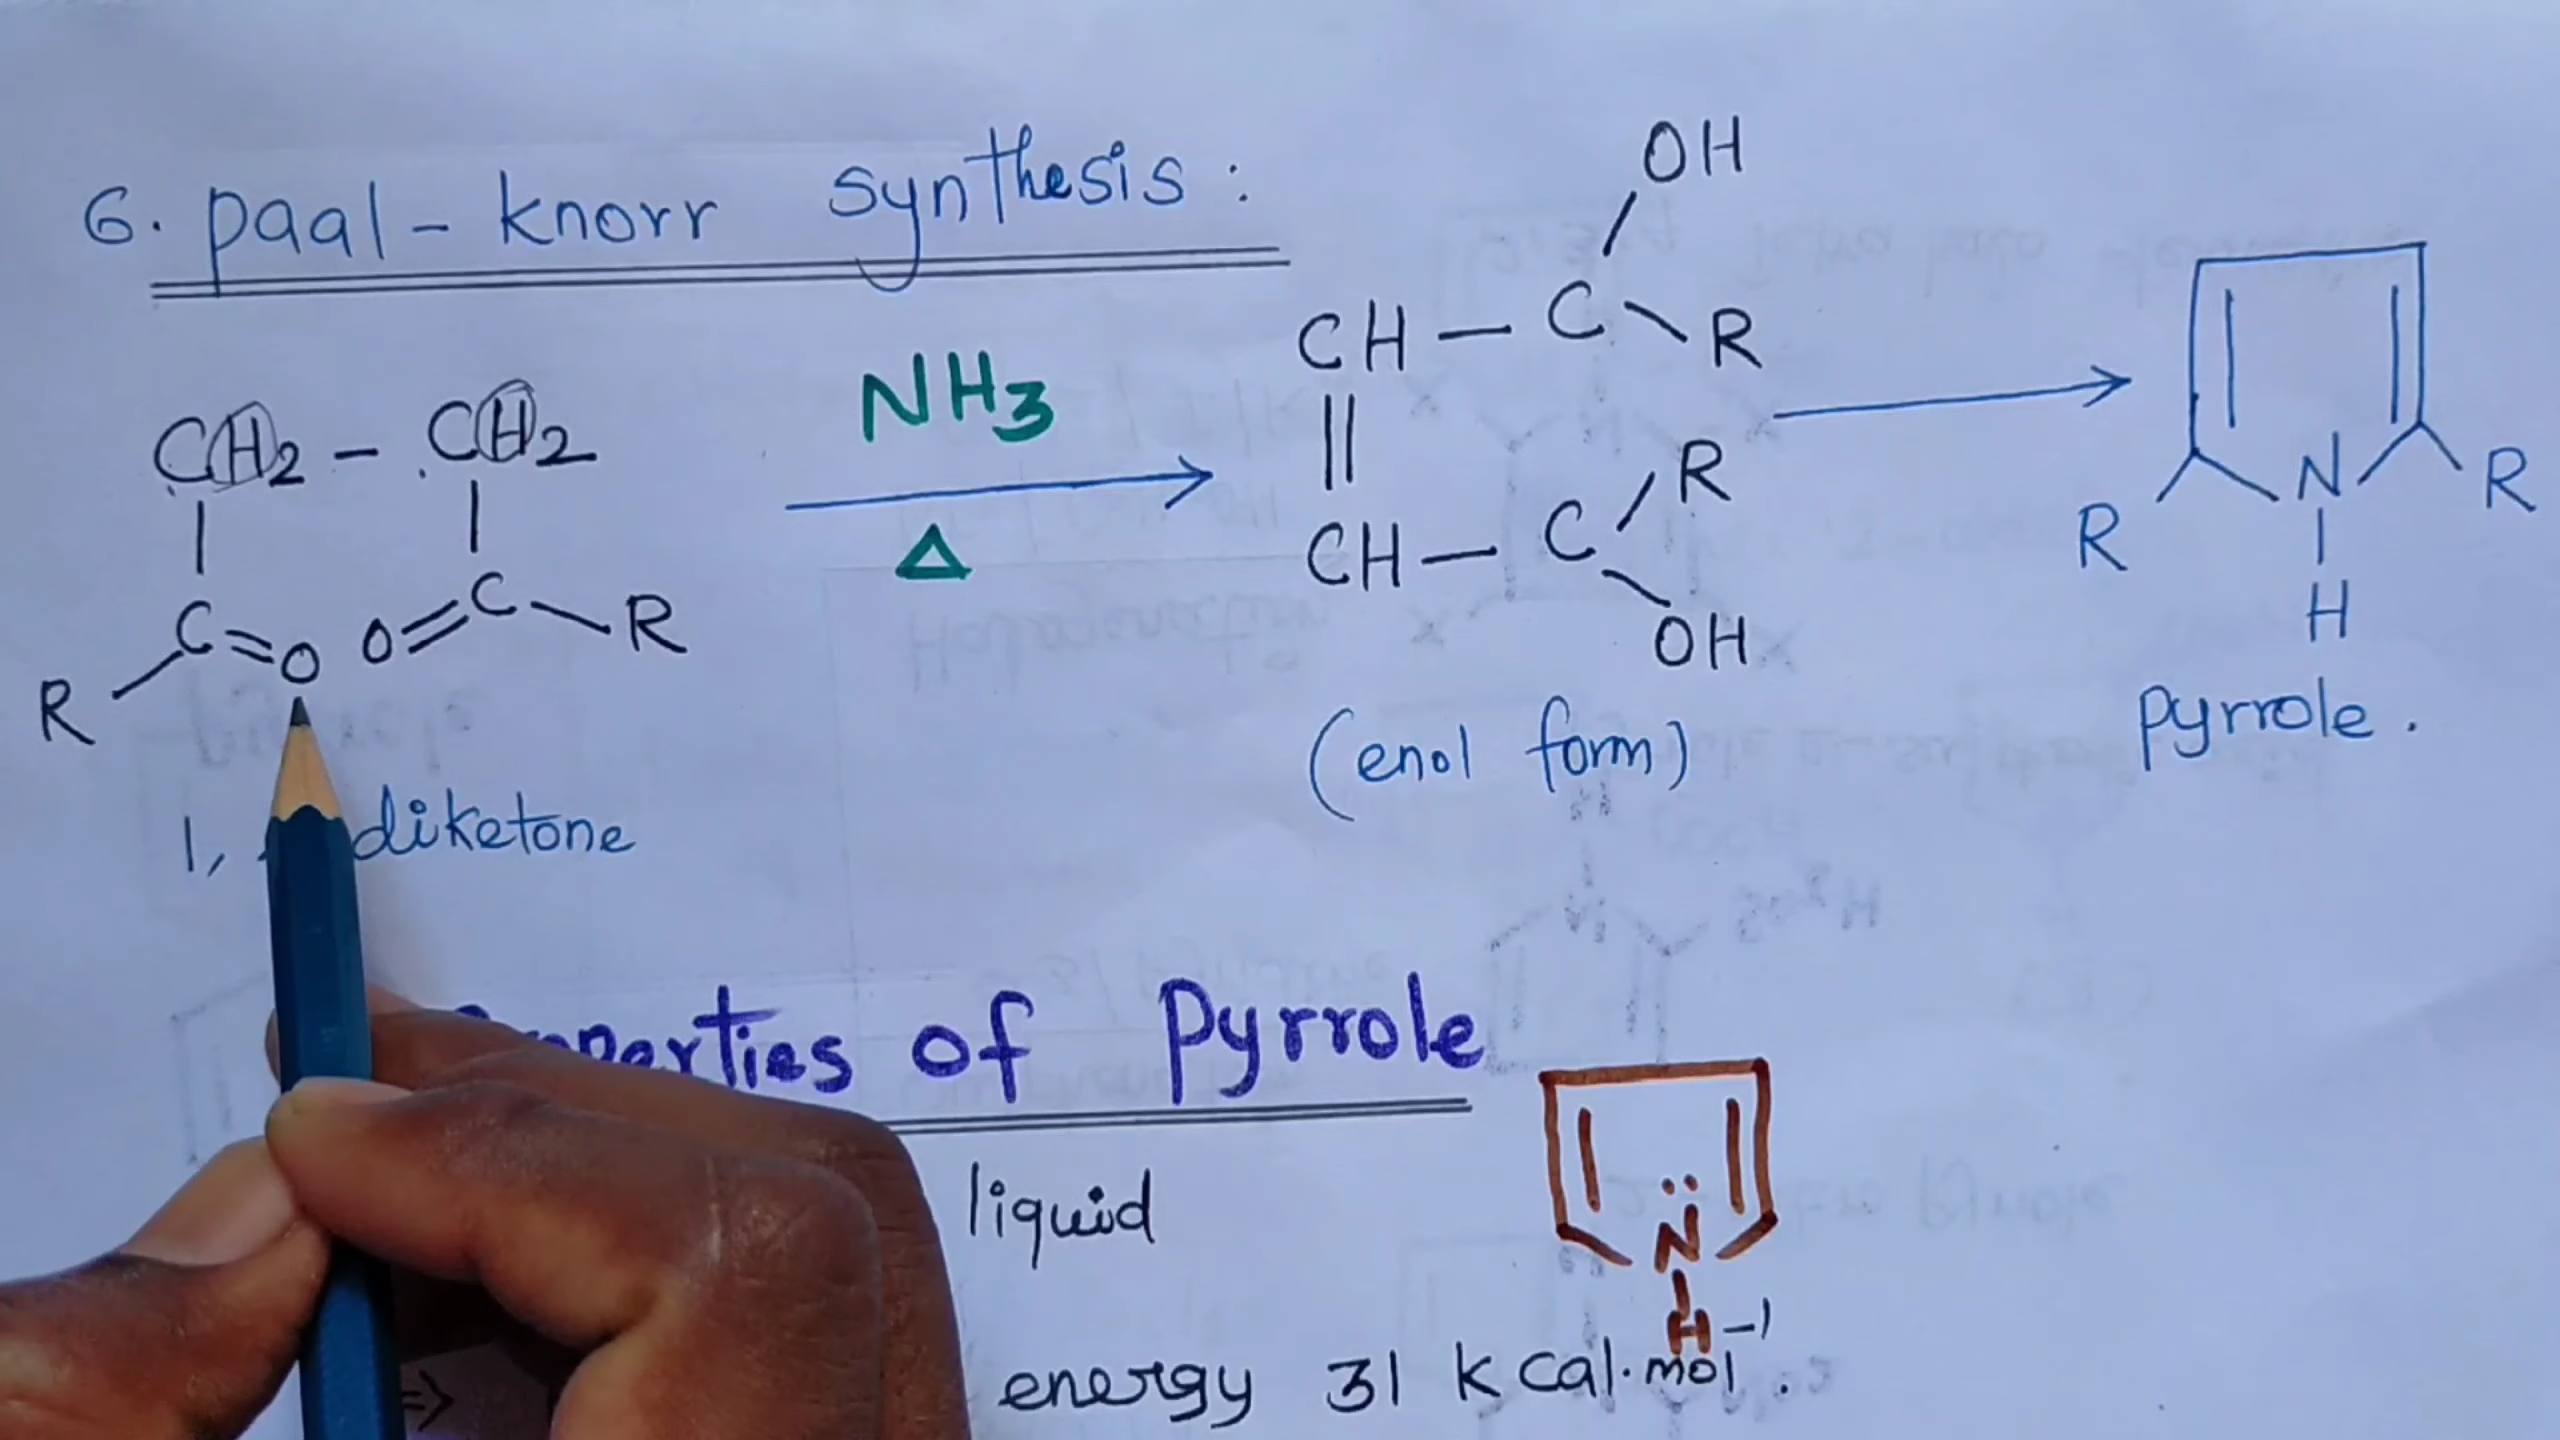 6. paal - knorr synthesis :
OH
CH - C R
CH2 - CH2
NH3
R
Δ
CH - C
OH
C=O O=C R
R
R N R
H
(enol form)
Pyrrole .
1, diketone
of Pyrrole
liquid
N
H
energy 31 k cal. mol -1 .